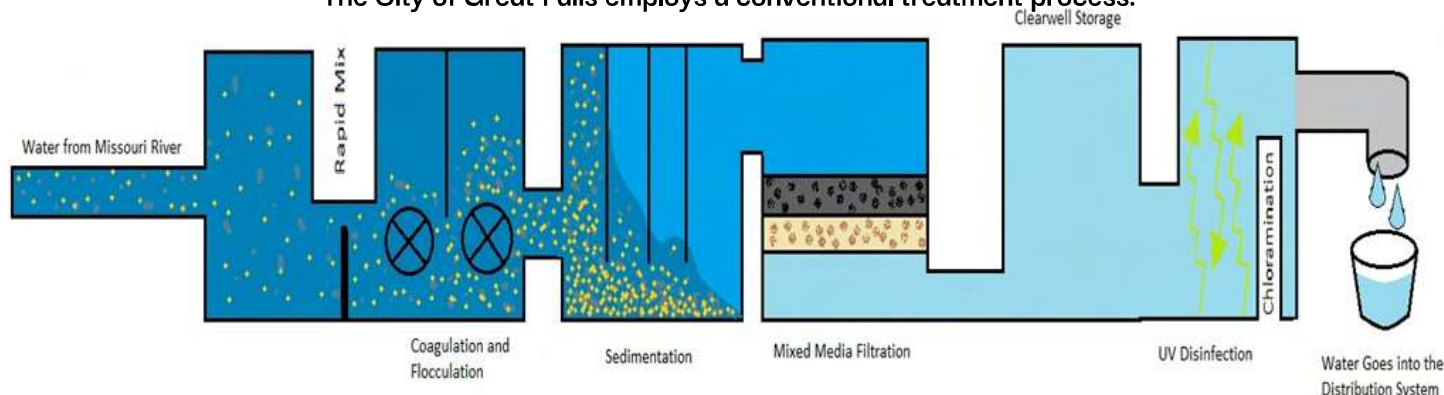 The City of Great Falls employs a conventional treatment process.
Clearwell Storage
Rapid Mix
Water from Missouri River
Chloramination
Coagulation and
Flocculation
Sedimentation
Mixed Media Filtration
UV Disinfection
Water Goes into the
Distribution System